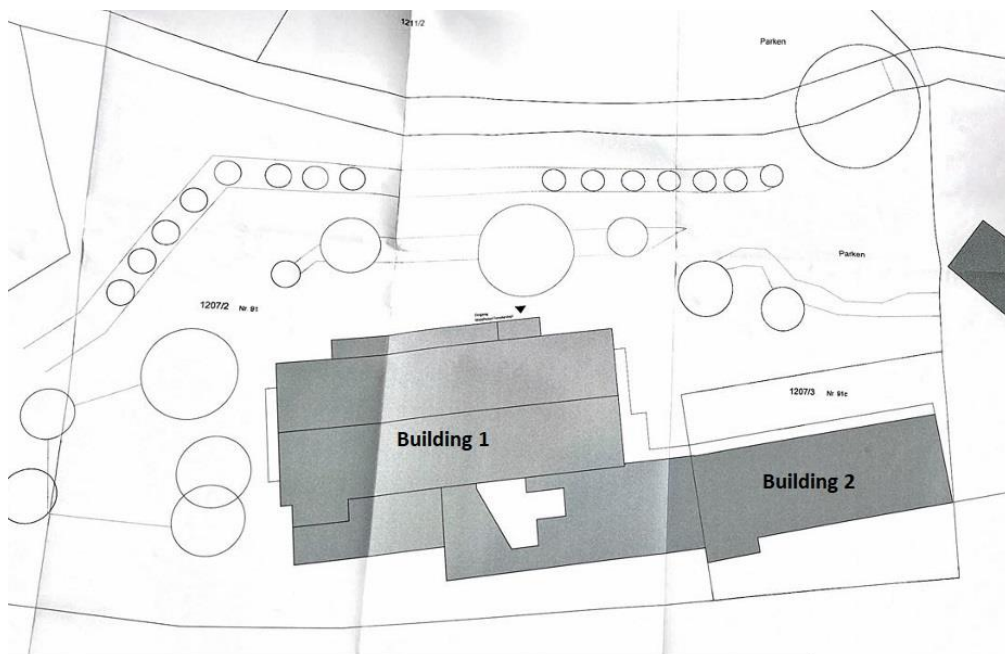 1211/2
Parken
Parken
1207/2 Nr. 91
1207/3 Nr. 91c
Building 1
Building 2